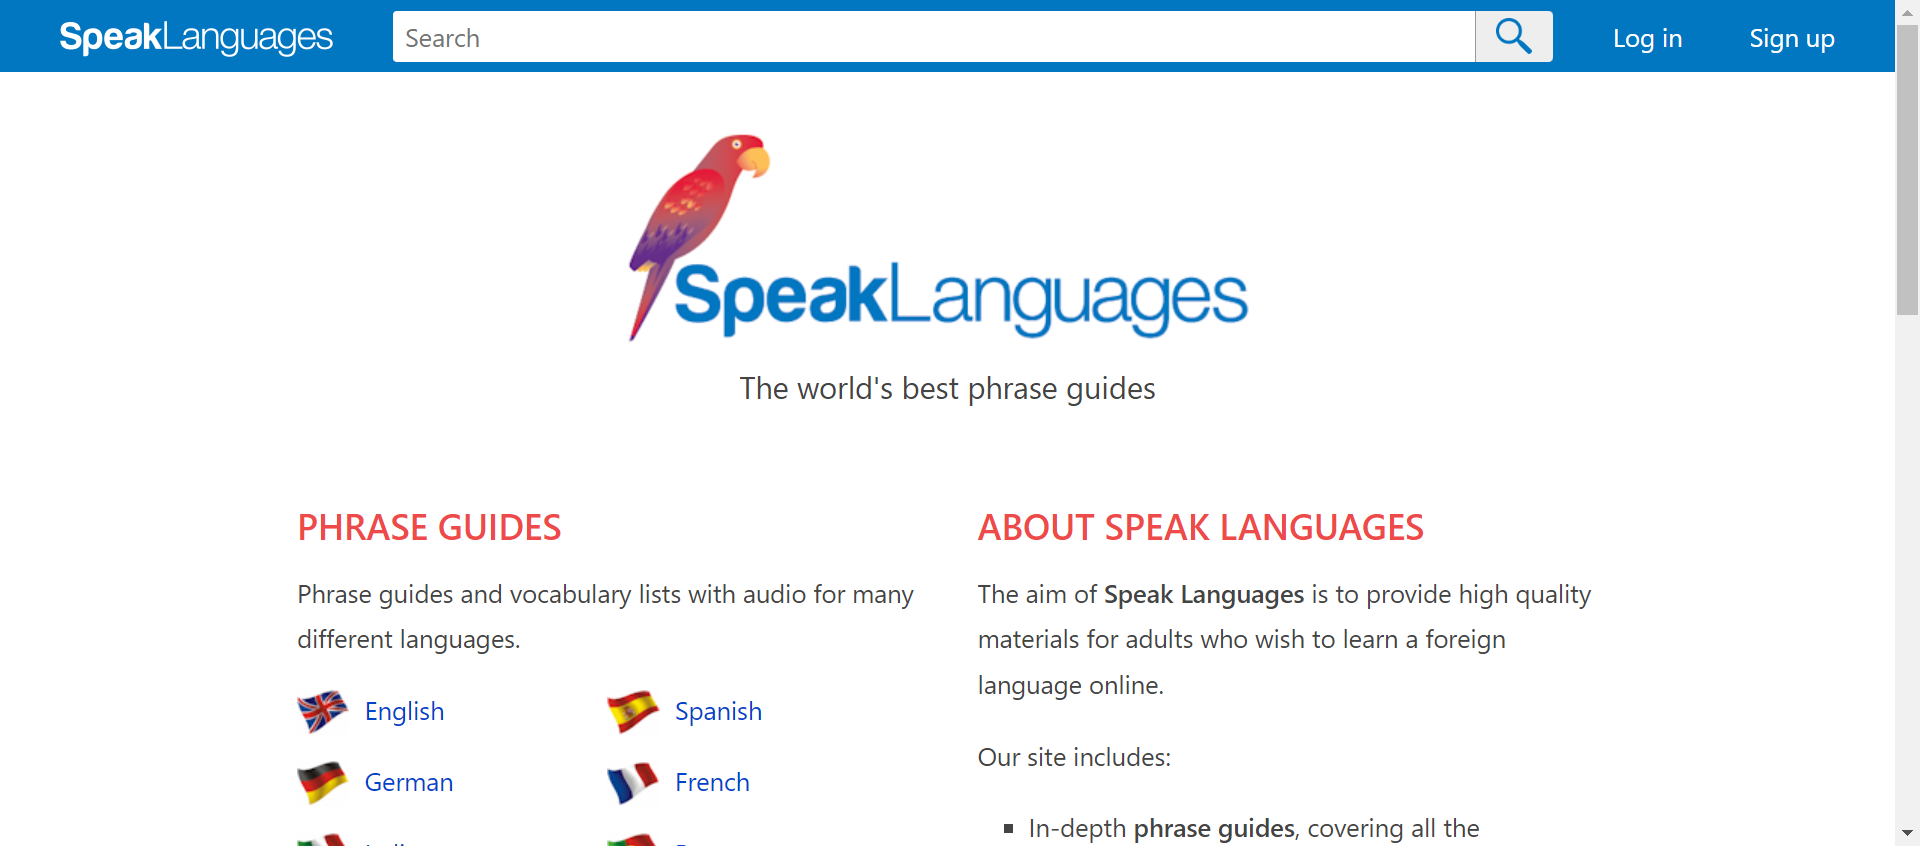 SpeakLanguages
Search
Log in
Sign up
SpeakLanguages
The world's best phrase guides
PHRASE GUIDES
Phrase guides and vocabulary lists with audio for many
different languages.
English
Spanish
German
French
ABOUT SPEAK LANGUAGES
The aim of Speak Languages is to provide high quality
materials for adults who wish to learn a foreign
language online.
Our site includes:
▪ In-depth phrase guides, covering all the